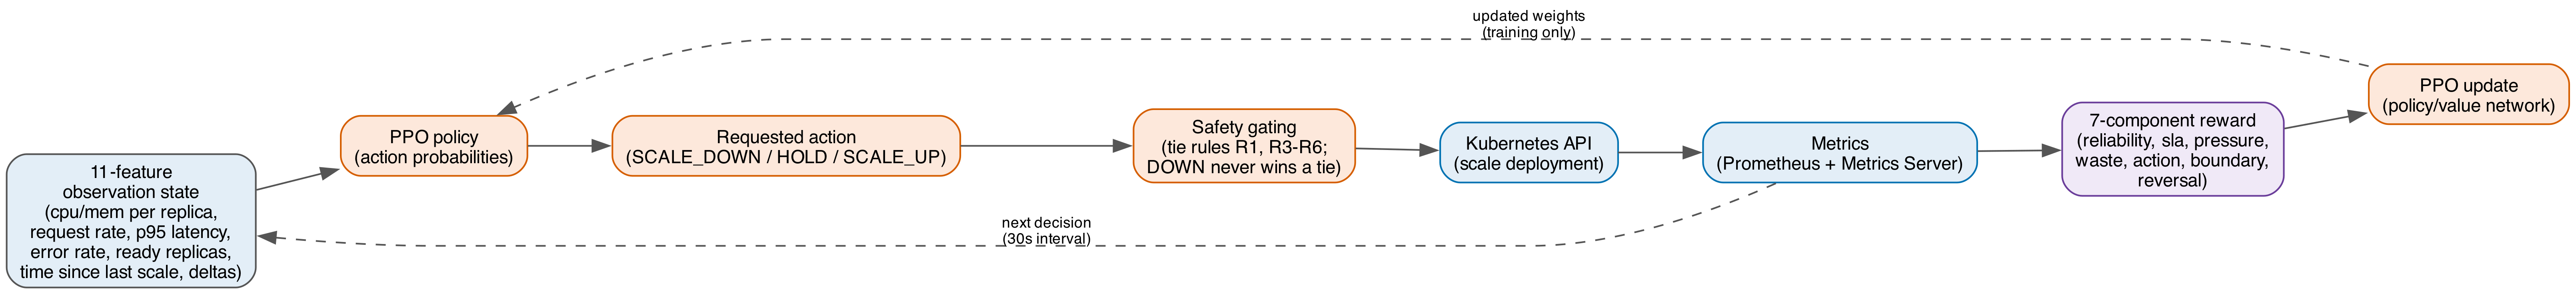 updated weights
(training only)
PPO update
(policy/value network)
11-feature
observation state
(cpu/mem per replica,
request rate, p95 latency,
error rate, ready replicas,
time since last scale, deltas)
PPO policy
(action probabilities)
Requested action
(SCALE_DOWN / HOLD / SCALE_UP)
Safety gating
(tie rules R1, R3-R6;
DOWN never wins a tie)
Kubernetes API
(scale deployment)
Metrics
(Prometheus + Metrics Server)
7-component reward
(reliability, sla, pressure,
waste, action, boundary,
reversal)
next decision
(30s interval)